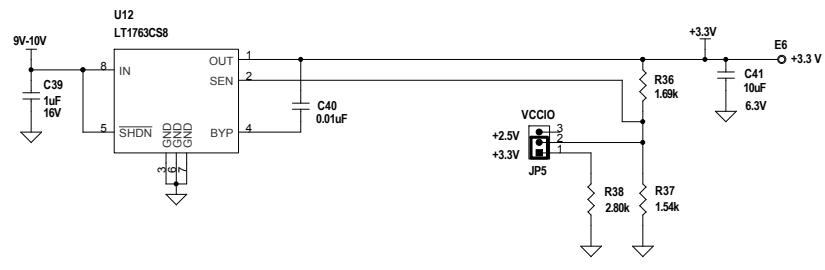 U12
LT1763CS8
9V-10V
+3.3V
E6
+3.3 V
8
IN
OUT
1
SEN
2
C39
1uF
16V
R36
1.69k
C41
10uF
6.3V
C40
0.01uF
5
SHDN
GND
GND
GND
BYP
4
3
6
7
VCCIO
+2.5V
3
2
+3.3V
1
JP5
R38
2.80k
R37
1.54k